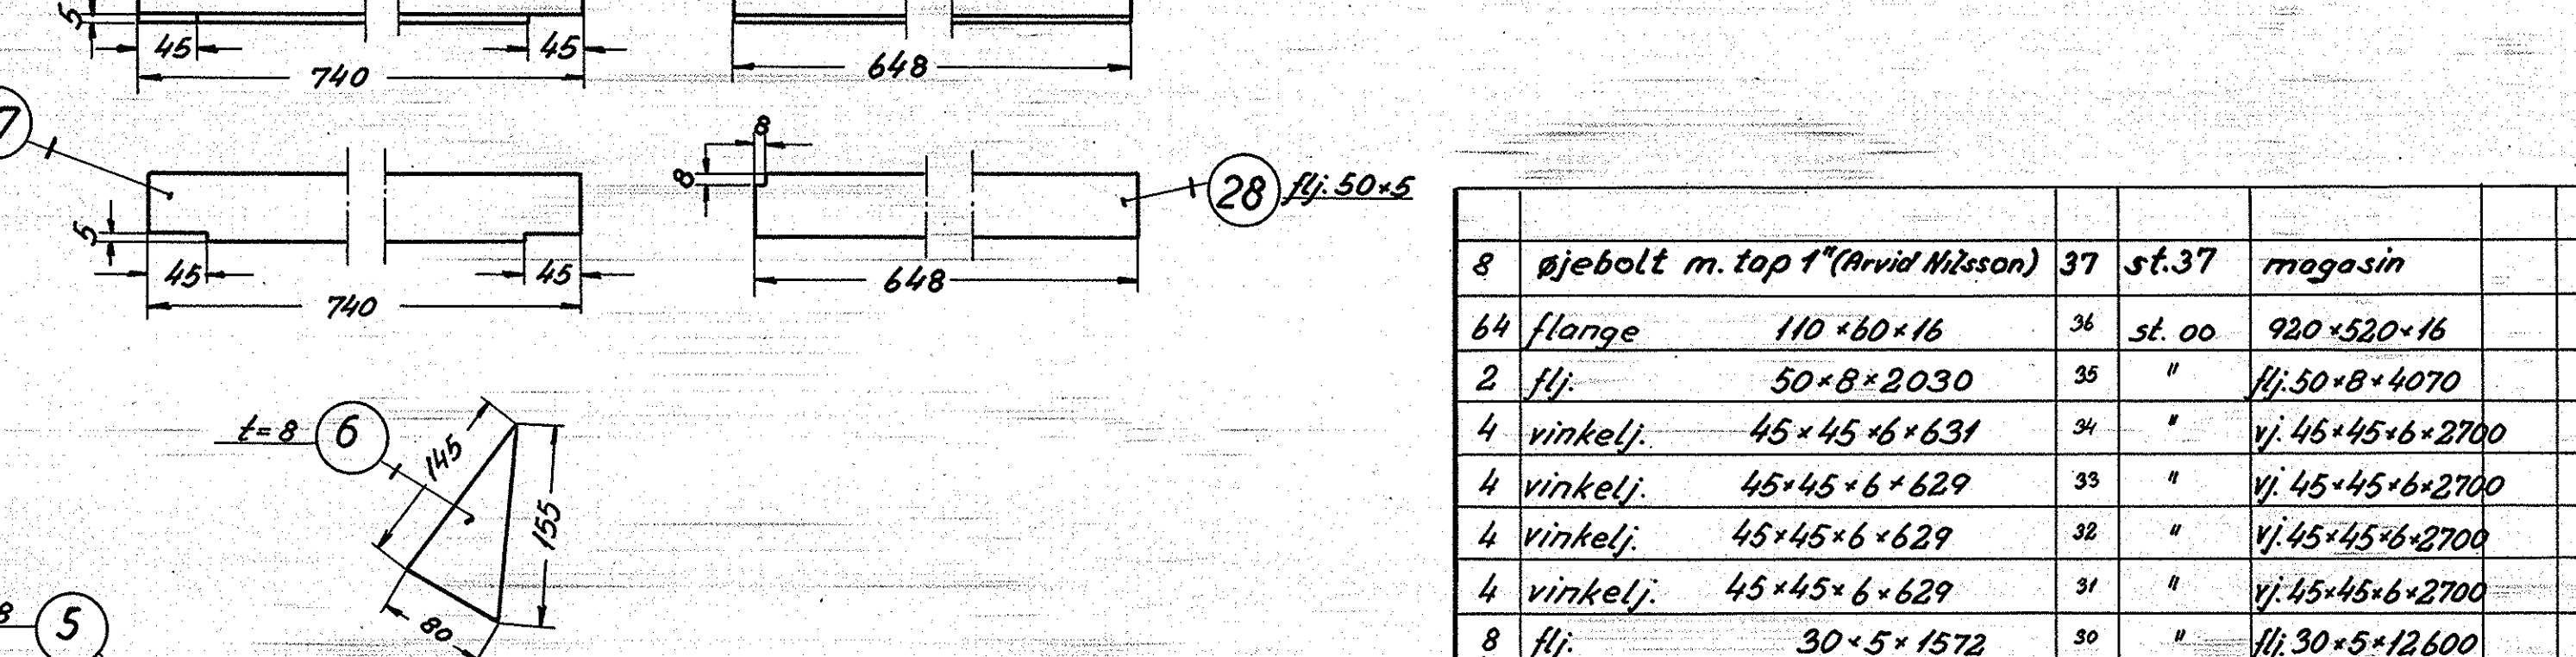 5
45
45
740
648
7
5
45
45
740
8
8
648
28 flj. 50×5
t=8 6
145
155
80
8 5
8 øjebolt m. tap 1" (Arvid Nilsson) 37 st.37 magasin
64 flange 110×60×16 36 st. 00 920×520×16
2 flj. 50×8×2030 35 " flj. 50×8×4070
4 vinkelj. 45×45×6×631 34 " vj. 45×45×6×2700
4 vinkelj. 45×45×6×629 33 " vj. 45×45×6×2700
4 vinkelj. 45×45×6×629 32 " vj. 45×45×6×2700
4 vinkelj. 45×45×6×629 31 " vj. 45×45×6×2700
8 flj. 30×5×1572 30 " flj. 30×5×12600